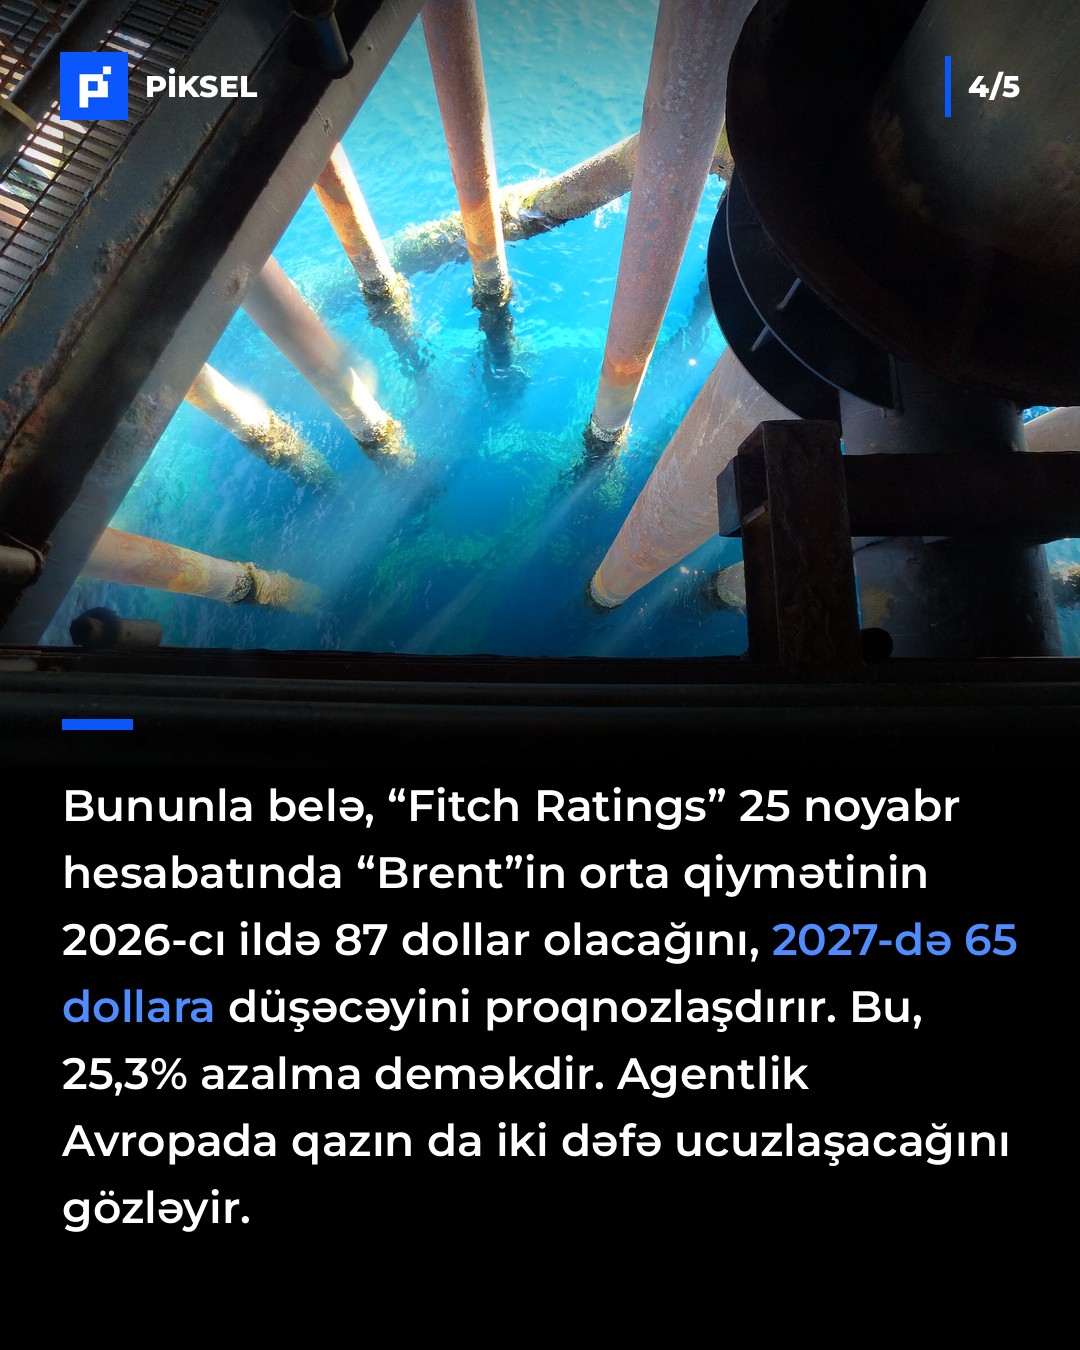 PİKSEL
4/5
Bununla belə, “Fitch Ratings” 25 noyabr
hesabatında “Brent”in orta qiymətinin
2026-cı ildə 87 dollar olacağını, 2027-də 65
dollara düşəcəyini proqnozlaşdırır. Bu,
25,3% azalma deməkdir. Agentlik
Avropada qazın da iki dəfə ucuzlaşacağını
gözləyir.